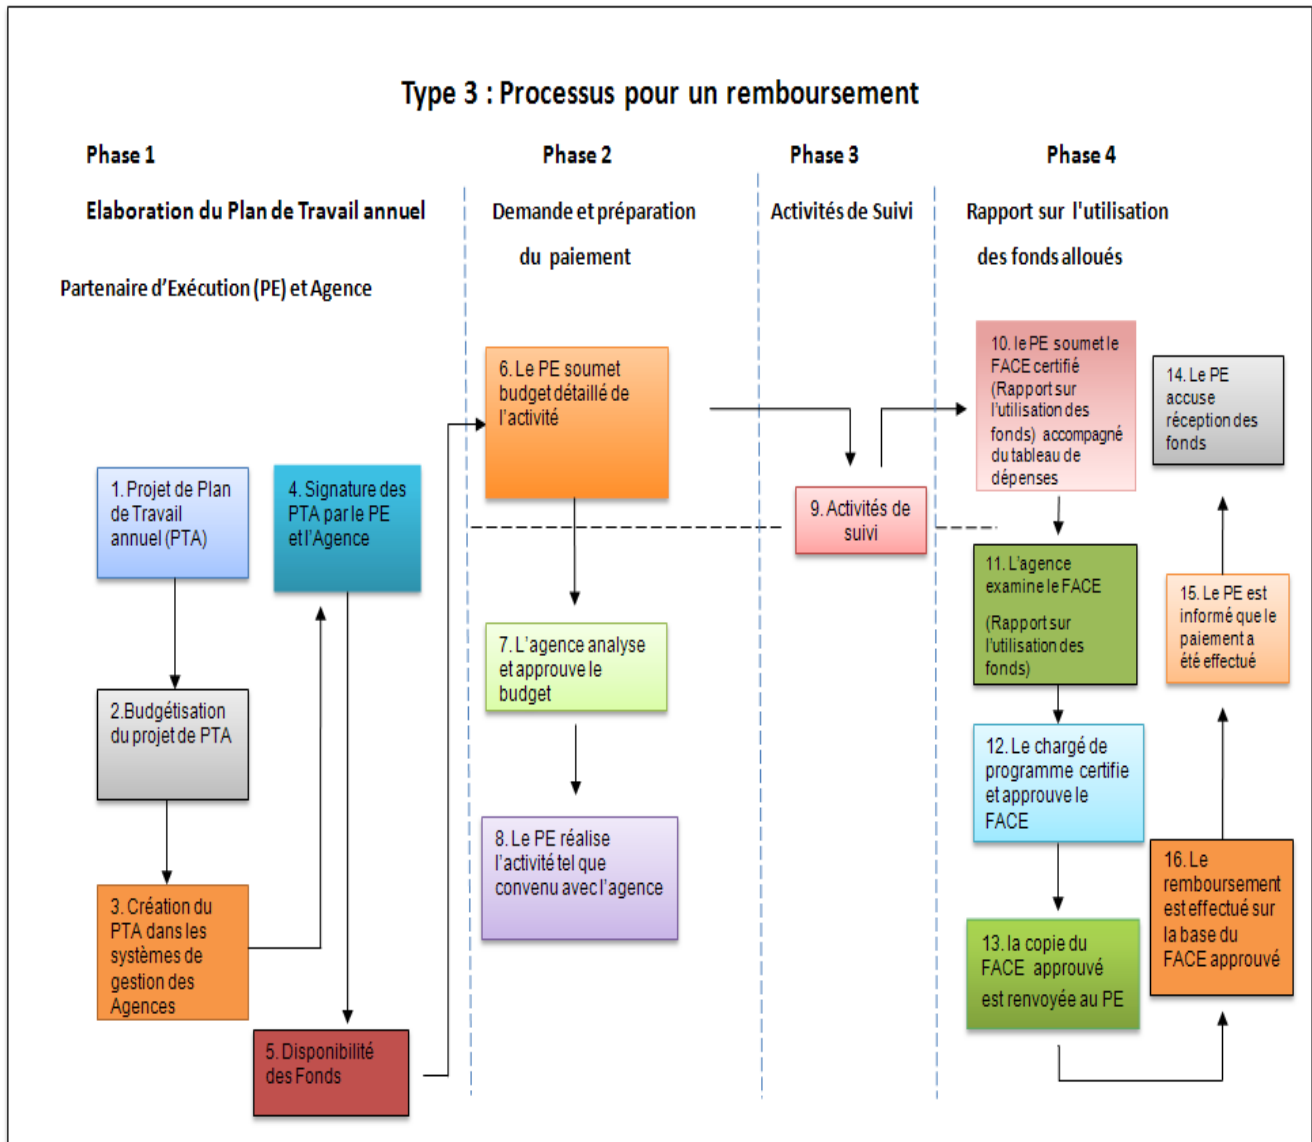 Type 3 : Processus pour un remboursement
Phase 1
Elaboration du Plan de Travail annuel
Partenaire d'Exécution (PE) et Agence
1. Projet de Plan
de Travail
annuel (PTA)
2.Budgétisation
du projet de PTA
3. Création du
PTA dans les
systèmes de
gestion des
Agences
4. Signature des
PTA par le PE
et l'Agence
5. Disponibilité
des Fonds
Phase 2
Demande et préparation
du paiement
6. Le PE soumet
budget détaillé de
l'activité
7. L'agence analyse
et approuve le
budget
8. Le PE réalise
l'activité tel que
convenu avec l'agence
Phase 3
Activités de Suivi
9. Activités de
suivi
Phase 4
Rapport sur l'utilisation
des fonds alloués
10. le PE soumet le
FACE certifié
(Rapport sur
l'utilisation des
fonds) accompagné
du tableau de
dépenses
11. L'agence
examine le FACE
(Rapport sur
l'utilisation des
fonds)
12. Le chargé de
programme certifie
et approuve le
FACE
13. la copie du
FACE approuvé
est renvoyée au PE
14. Le PE
accuse
réception des
fonds
15. Le PE est
informé que le
paiement a
été effectué
16. Le
remboursement
est effectué sur
la base du
FACE approuvé